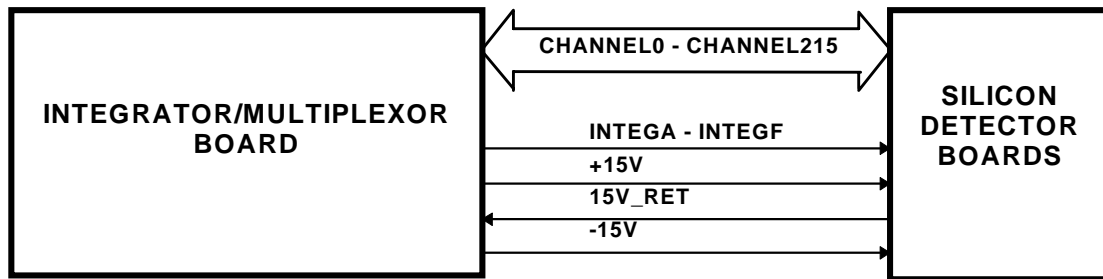 INTEGRATOR/MULTIPLEXOR
BOARD
CHANNEL0 - CHANNEL215
INTEGA - INTEGF
+15V
15V_RET
-15V
SILICON
DETECTOR
BOARDS